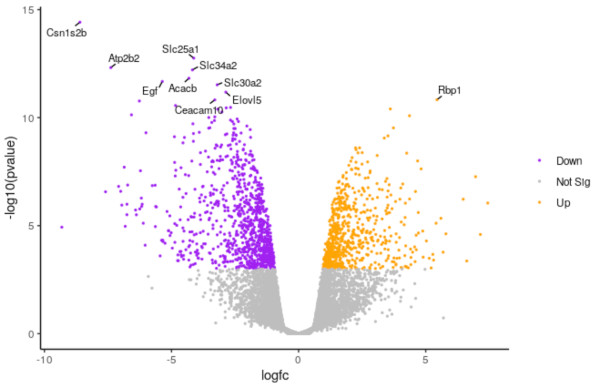 15
Csn1s2b
Slc25a1
Atp2b2
Slc34a2
Egf
Acacb
Slc30a2
Elovl5
Ceacam10
Rbp1
10
-log10(pvalue)
Down
Not Sig
Up
5
0
-10
-5
0
5
logfc